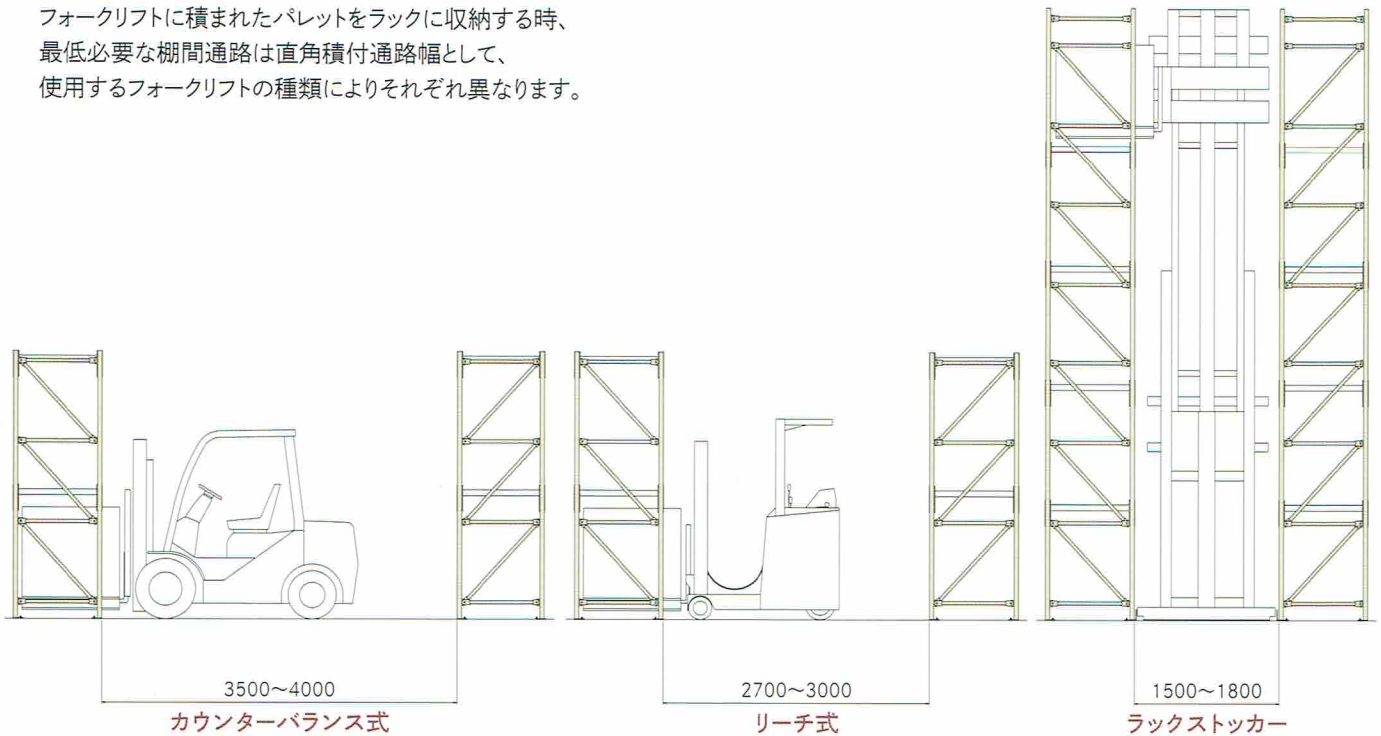 フォークリフトに積まれたパレットをラックに収納する時、
最低必要な棚間通路は直角積付通路幅として、
使用するフォークリフトの種類によりそれぞれ異なります。
3500〜4000
カウンターバランス式
2700〜3000
リーチ式
1500〜1800
ラックストッカー